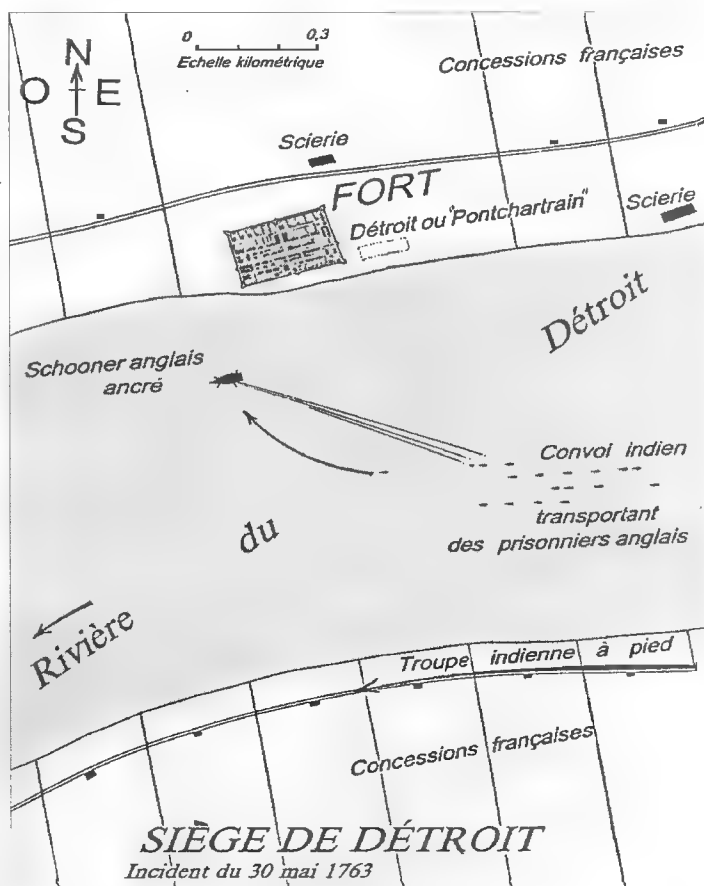 0 0,3
Echelle kilométrique
N
O E
S
Concessions françaises
Scierie
FORT
Détroit ou "Pontchartrain"
Scierie
Détroit
Schooner anglais
ancré
Convoi indien
transportant
des prisonniers anglais
du
Rivière
Troupe indienne à pied
Concessions françaises
SIÈGE DE DÉTROIT
Incident du 30 mai 1763